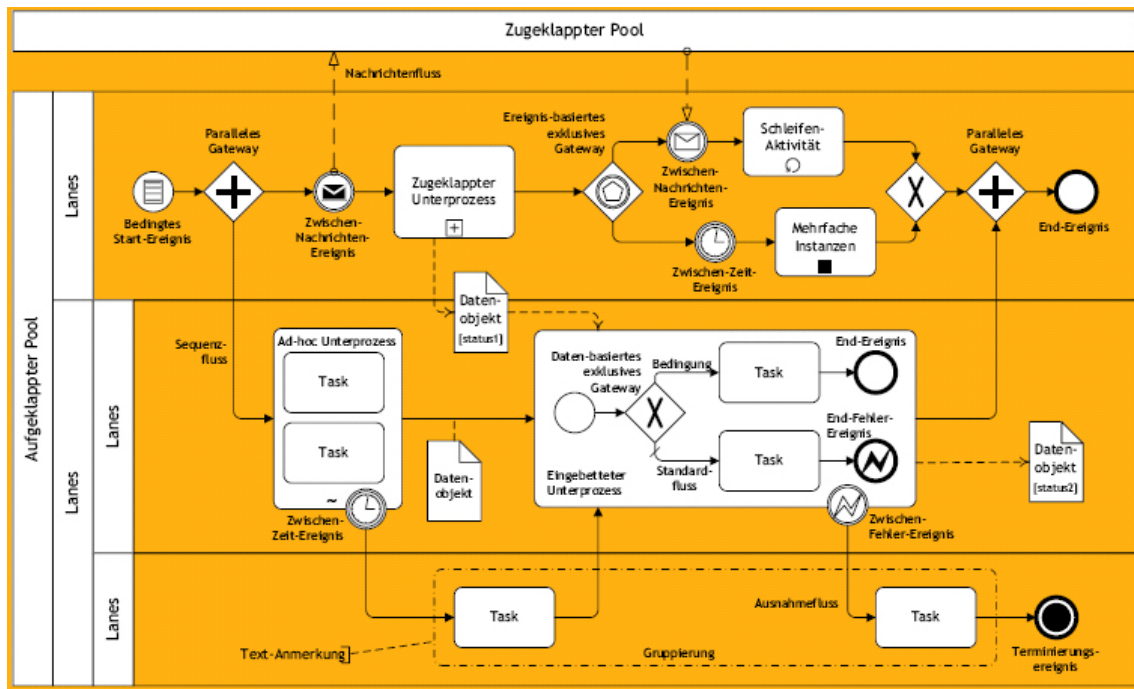 Zugeklappter Pool
Nachrichtenfluss
Aufgeklappter Pool
Lanes
Paralleles
Gateway
Bedingtes
Start-Ereignis
Zwischen-
Nachrichten-
Ereignis
Zugeklappter
Unterprozess
Ereignis-basiertes
exklusives
Gateway
Zwischen-
Nachrichten-
Ereignis
Schleifen-
Aktivität
Zwischen-Zeit-
Ereignis
Mehrfache
Instanzen
Paralleles
Gateway
End-Ereignis
Lanes
Lanes
Sequenz-
fluss
Ad-hoc Unterprozess
Task
Task
~
Zwischen-
Zeit-Ereignis
Daten-
objekt
[status1]
Daten-
objekt
Daten-basiertes
exklusives
Gateway
Bedingung
Task
End-Ereignis
Standard-
fluss
Task
End-Fehler-
Ereignis
Eingebetteter
Unterprozess
Zwischen-
Fehler-Ereignis
Daten-
objekt
[status2]
Lanes
Task
Ausnahmefluss
Task
Text-Anmerkung
Gruppierung
Terminierungs-
ereignis